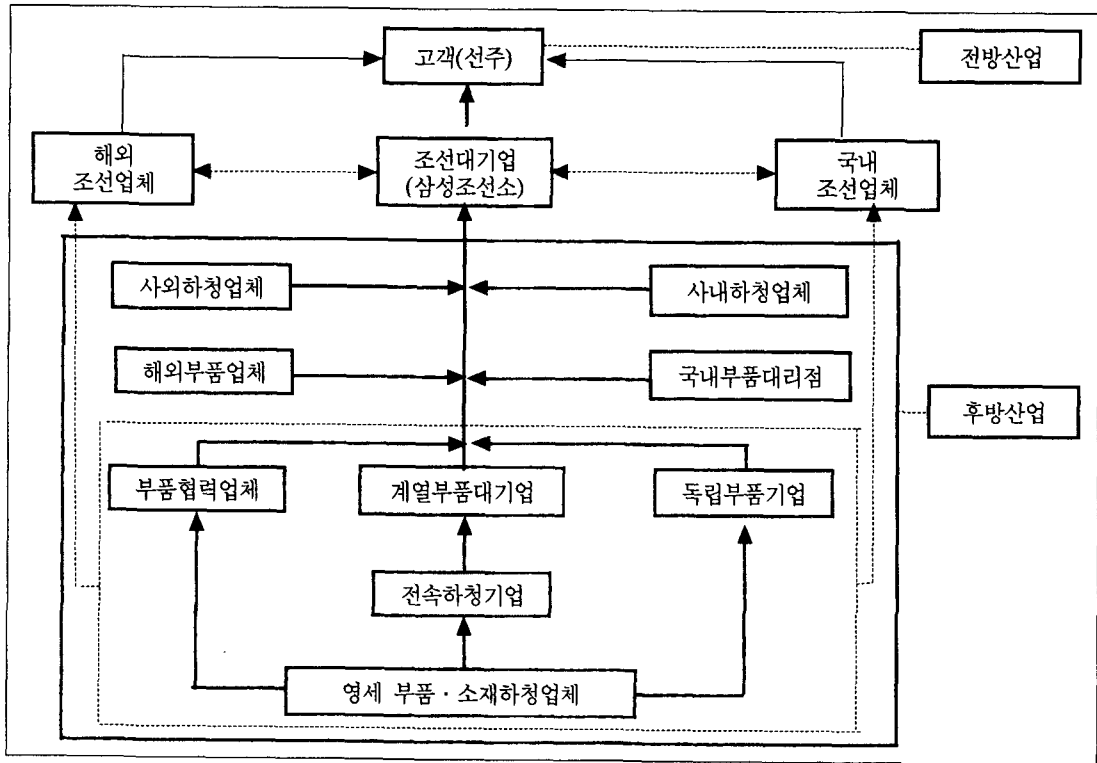 고객(선주)
전방산업
해외
조선업체
조선대기업
(삼성조선소)
국내
조선업체
사외하청업체
사내하청업체
해외부품업체
국내부품대리점
후방산업
부품협력업체
계열부품대기업
독립부품기업
전속하청기업
영세 부품 · 소재하청업체